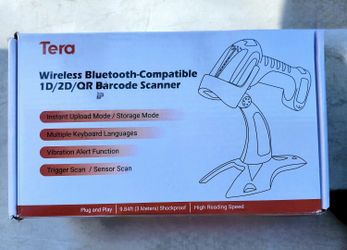 Tera
Wireless Bluetooth-Compatible
1D/2D/QR Barcode Scanner
Instant Upload Mode / Storage Mode
Multiple Keyboard Languages
Vibration Alert Function
Trigger Scan / Sensor Scan
Plug and Play | 9.84ft (3 Meters) Shockproof | High Reading Speed